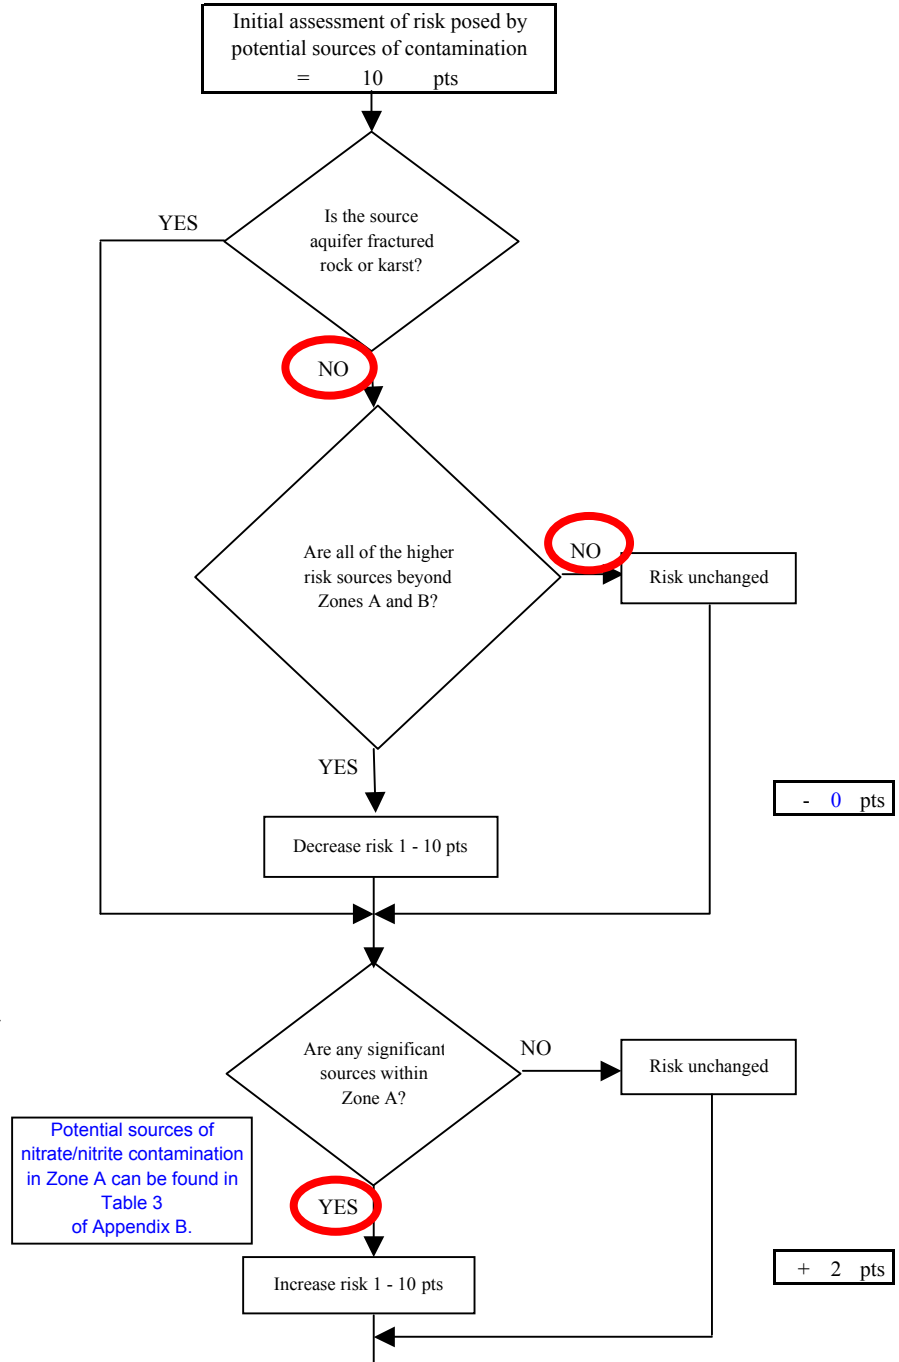 Initial assessment of risk posed by
potential sources of contamination
= 10 pts
YES
Is the source
aquifer fractured
rock or karst?
NO
Are all of the higher
risk sources beyond
Zones A and B?
NO
Risk unchanged
YES
- 0 pts
Decrease risk 1 - 10 pts
Are any significant
sources within
Zone A?
NO
Risk unchanged
Potential sources of
nitrate/nitrite contamination
in Zone A can be found in
Table 3
of Appendix B.
YES
+ 2 pts
Increase risk 1 - 10 pts